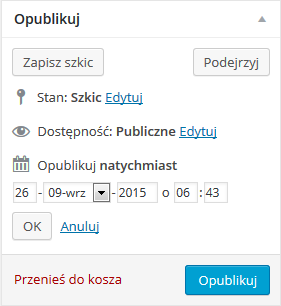 Opublikuj
Zapisz szkic Podejrzyj
Stan: Szkic Edytuj
Dostępność: Publiczne Edytuj
Opublikuj natychmiast
26 - 09-wrz - 2015 o 06 : 43
OK Anuluj
Przenieś do kosza Opublikuj